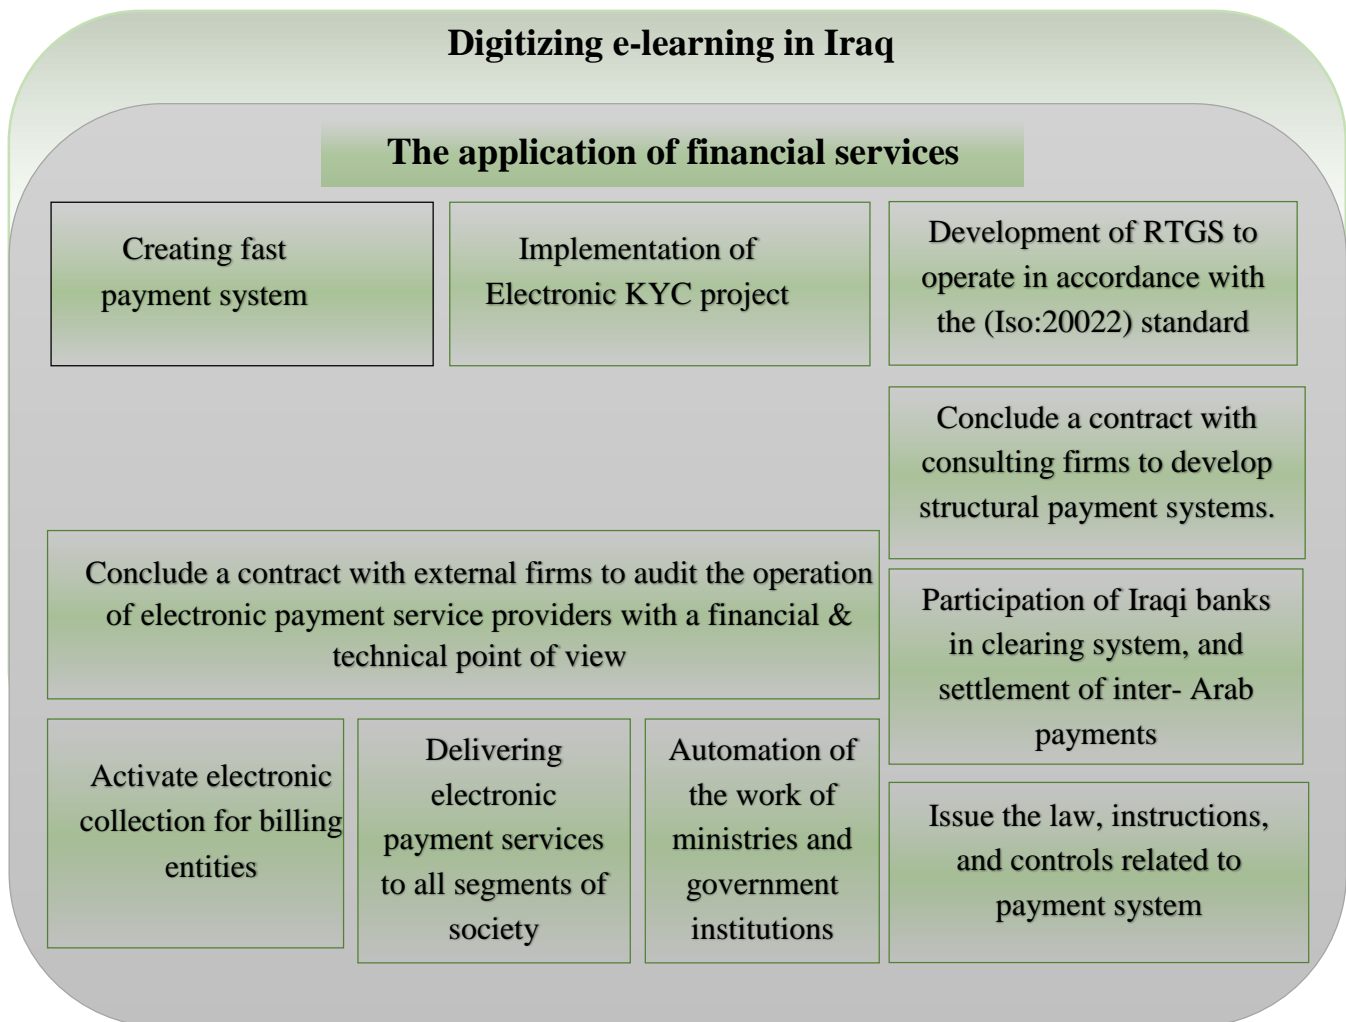 Digitizing e-learning in Iraq
The application of financial services
Creating fast
payment system
Implementation of
Electronic KYC project
Development of RTGS to
operate in accordance with
the (Iso:20022) standard
Conclude a contract with
consulting firms to develop
structural payment systems.
Conclude a contract with external firms to audit the operation
of electronic payment service providers with a financial &
technical point of view
Participation of Iraqi banks
in clearing system, and
settlement of inter- Arab
payments
Activate electronic
collection for billing
entities
Delivering
electronic
payment services
to all segments of
society
Automation of
the work of
ministries and
government
institutions
Issue the law, instructions,
and controls related to
payment system